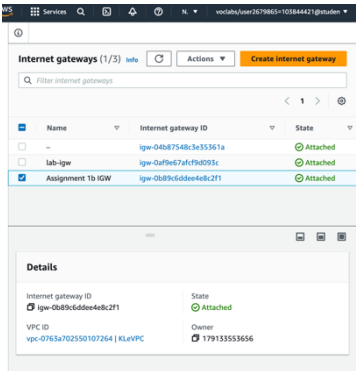 aws Services N. ▼ voclabs/user2679865=103844421@studen ▼
Internet gateways (1/3) Info Actions ▼ Create internet gateway
Filter internet gateways
< 1 >
Name Internet gateway ID State
– igw-04b87548c3e35361a Attached
lab-igw igw-0af9e67afcf9d093c Attached
Assignment 1b IGW igw-0b89c6ddee4e8c2f1 Attached
Details
Internet gateway ID State
igw-0b89c6ddee4e8c2f1 Attached
VPC ID Owner
vpc-0763a702550107264 | KLeVPC 179133553656